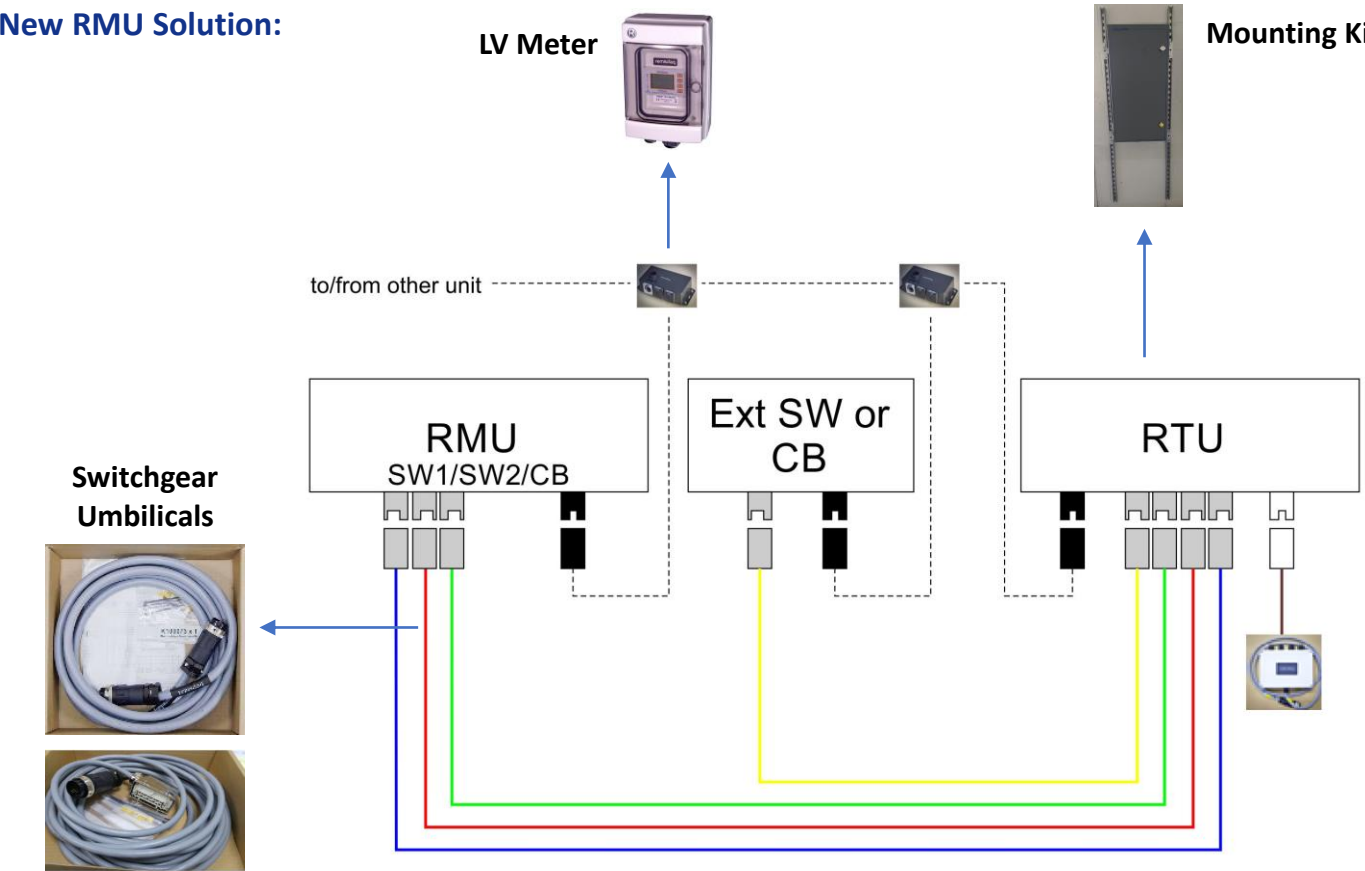 New RMU Solution:
LV Meter
Mounting Ki
to/from other unit
RMU
SW1/SW2/CB
Ext SW or
CB
RTU
Switchgear
Umbilicals